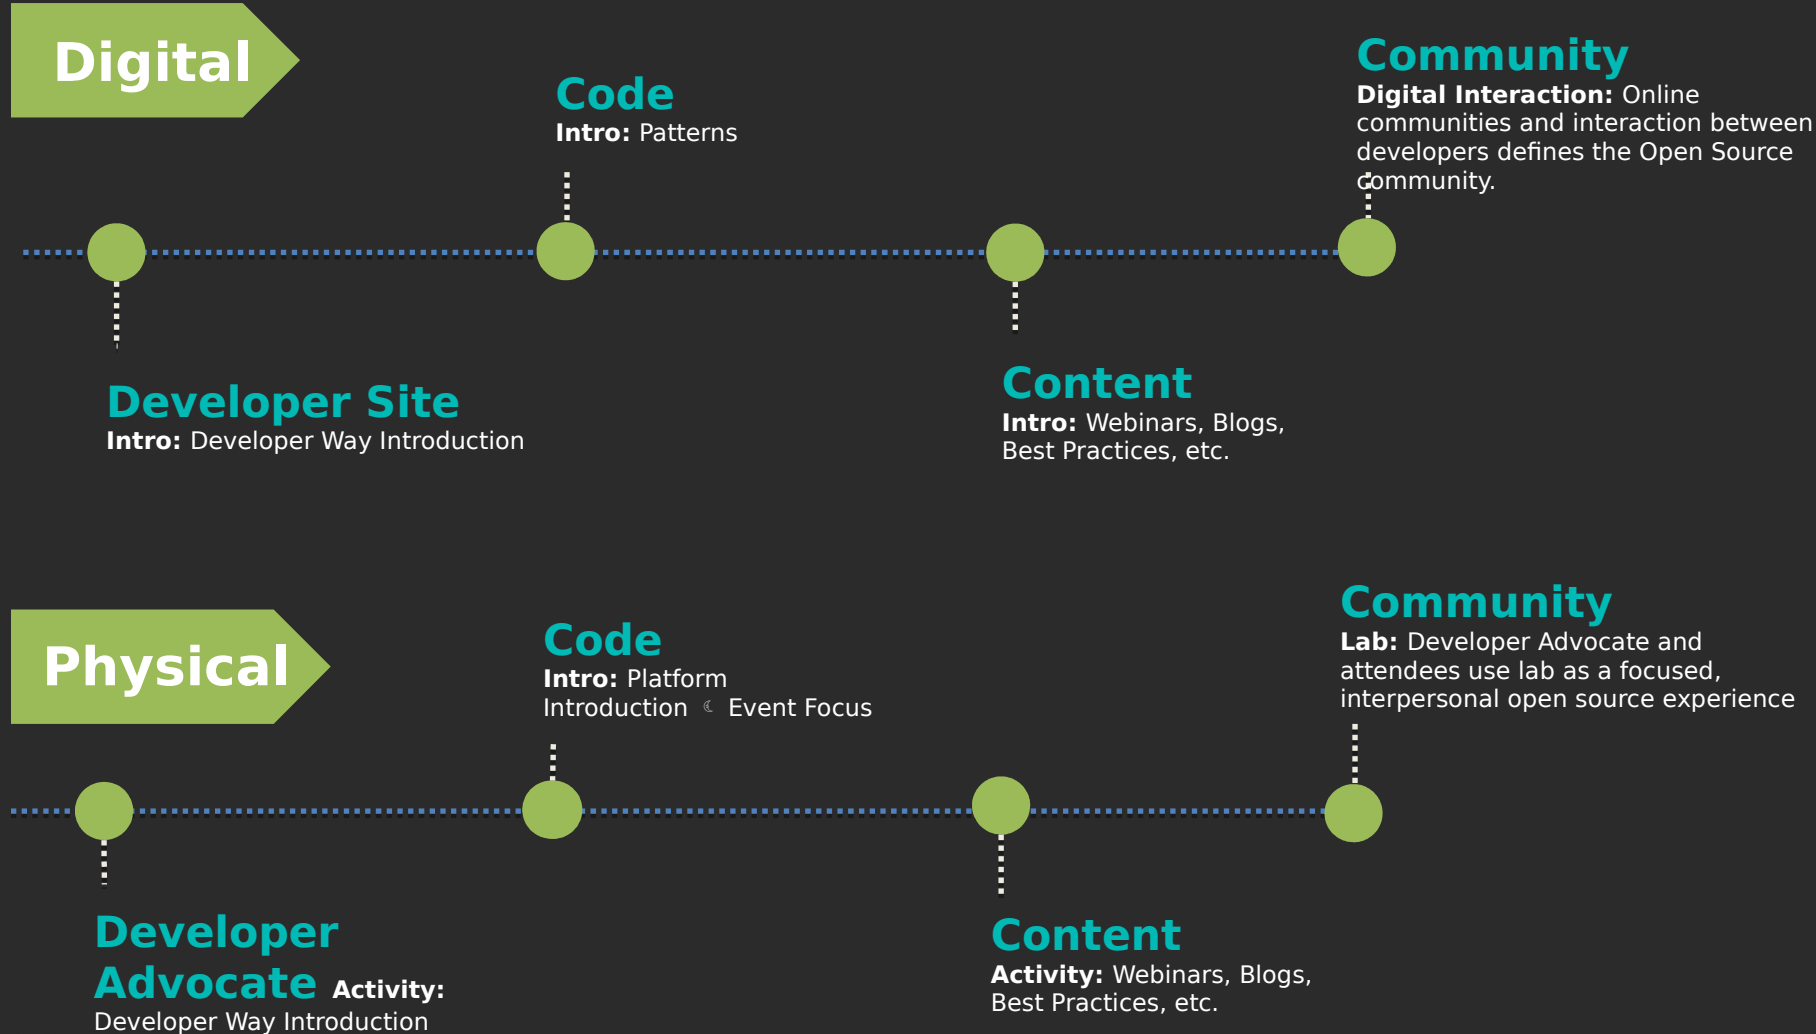 Digital
Code
Intro: Patterns
Community
Digital Interaction: Online
communities and interaction between
developers defines the Open Source
community.
Developer Site
Intro: Developer Way Introduction
Content
Intro: Webinars, Blogs,
Best Practices, etc.
Physical
Code
Intro: Platform
Introduction ☾ Event Focus
Community
Lab: Developer Advocate and
attendees use lab as a focused,
interpersonal open source experience
Developer
Advocate Activity:
Developer Way Introduction
Content
Activity: Webinars, Blogs,
Best Practices, etc.